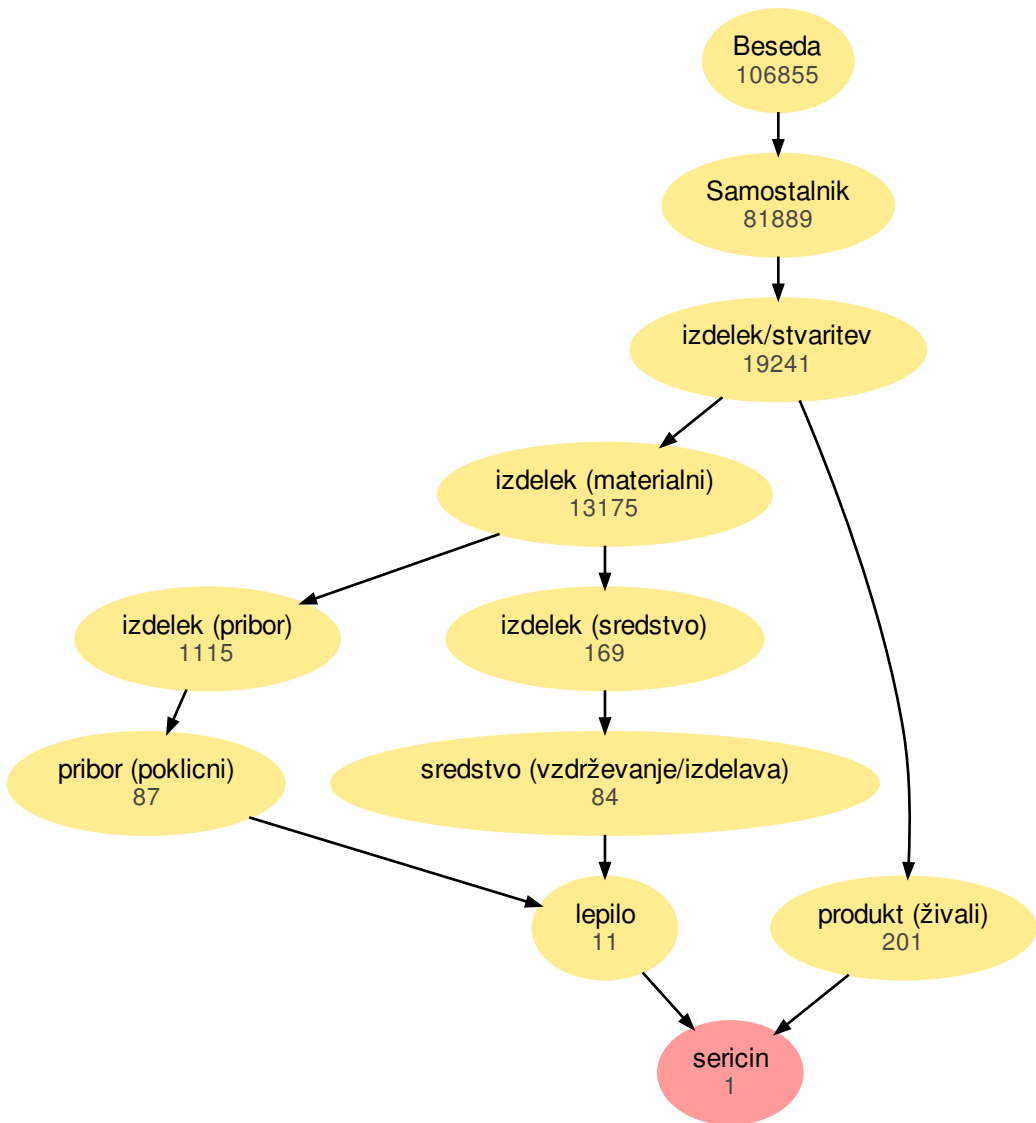 Beseda
106855
Samostalnik
81889
izdelek/stvaritev
19241
izdelek (materialni)
13175
izdelek (pribor)
1115
izdelek (sredstvo)
169
pribor (poklicni)
87
sredstvo (vzdrževanje/izdelava)
84
lepilo
11
produkt (živali)
201
sericin
1